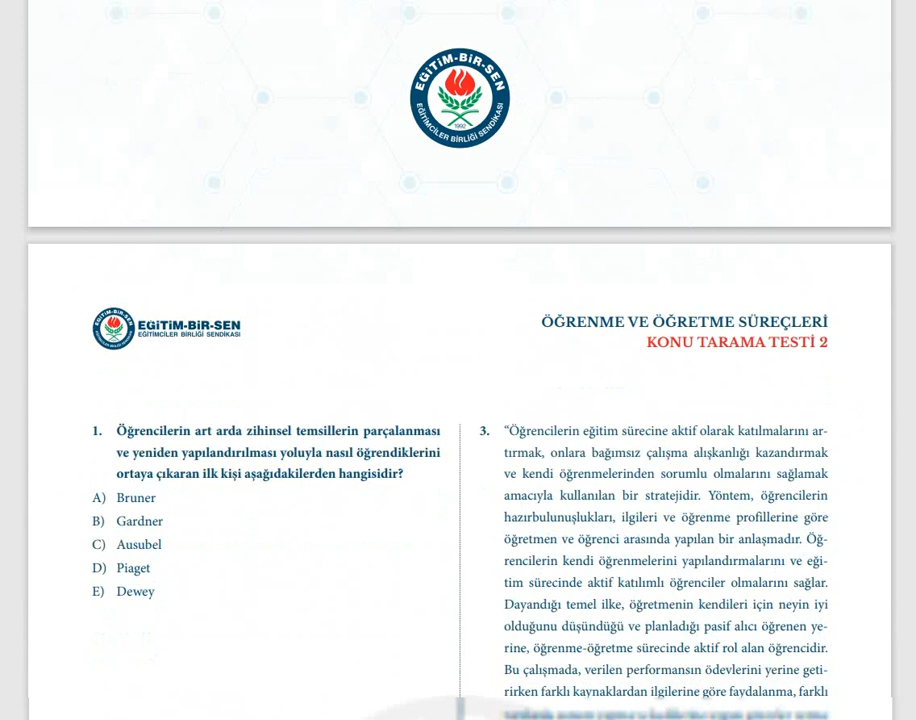 EĞİTİM-BİR-SEN
1992
EĞİTİMCİLER BİRLİĞİ SENDİKASI
EĞİTİM-BİR-SEN
EĞİTİMCİLER BİRLİĞİ SENDİKASI
ÖĞRENME VE ÖĞRETME SÜREÇLERİ
KONU TARAMA TESTİ 2
1. Öğrencilerin art arda zihinsel temsillerin parçalanması
ve yeniden yapılandırılması yoluyla nasıl öğrendiklerini
ortaya çıkaran ilk kişi aşağıdakilerden hangisidir?
A) Bruner
B) Gardner
C) Ausubel
D) Piaget
E) Dewey
3. “Öğrencilerin eğitim sürecine aktif olarak katılmalarını ar-
tırmak, onlara bağımsız çalışma alışkanlığı kazandırmak
ve kendi öğrenmelerinden sorumlu olmalarını sağlamak
amacıyla kullanılan bir stratejidir. Yöntem, öğrencilerin
hazırbulunuşlukları, ilgileri ve öğrenme profillerine göre
öğretmen ve öğrenci arasında yapılan bir anlaşmadır. Öğ-
rencilerin kendi öğrenmelerini yapılandırmalarını ve eği-
tim sürecinde aktif katılımlı öğrenciler olmalarını sağlar.
Dayandığı temel ilke, öğretmenin kendileri için neyin iyi
olduğunu düşündüğü ve planladığı pasif alıcı öğrenen ye-
rine, öğrenme-öğretme sürecinde aktif rol alan öğrencidir.
Bu çalışmada, verilen performansın ödevlerini yerine geti-
rirken farklı kaynaklardan ilgilerine göre faydalanma, farklı